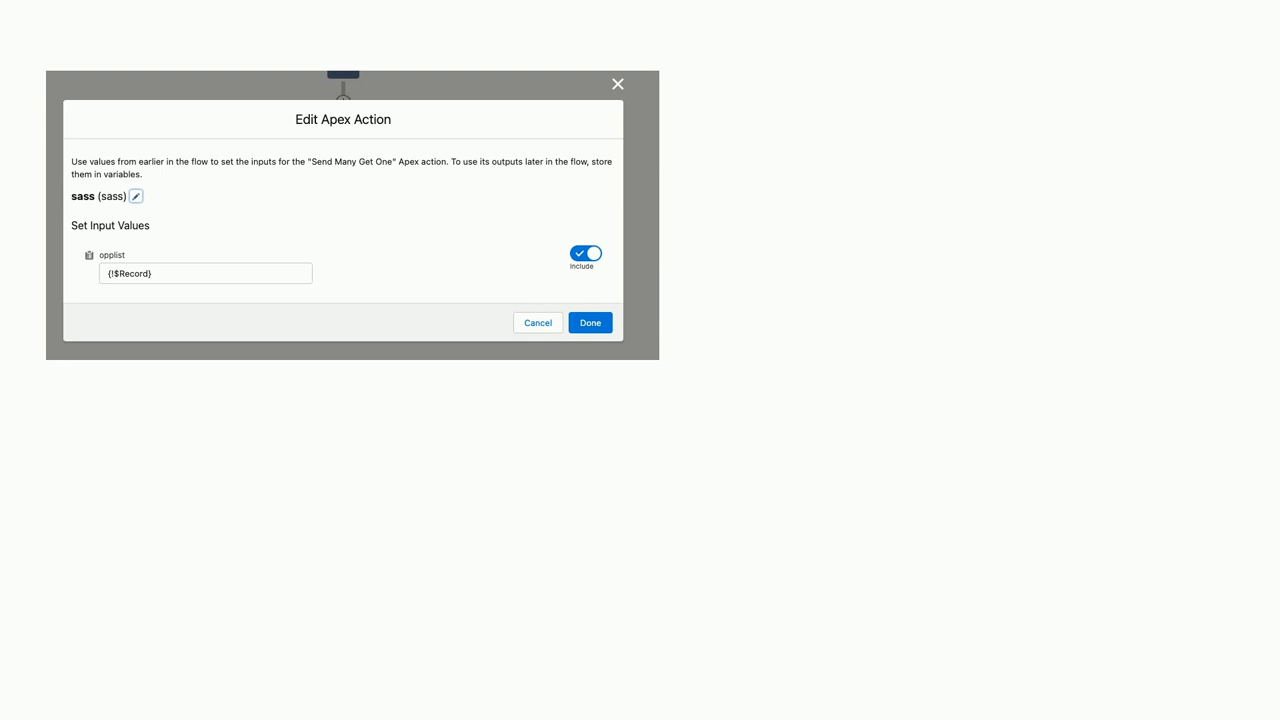 Edit Apex Action
Use values from earlier in the flow to set the inputs for the "Send Many Get One" Apex action. To use its outputs later in the flow, store
them in variables.
sass (sass)
Set Input Values
opplist
{!$Record}
Include
Cancel
Done